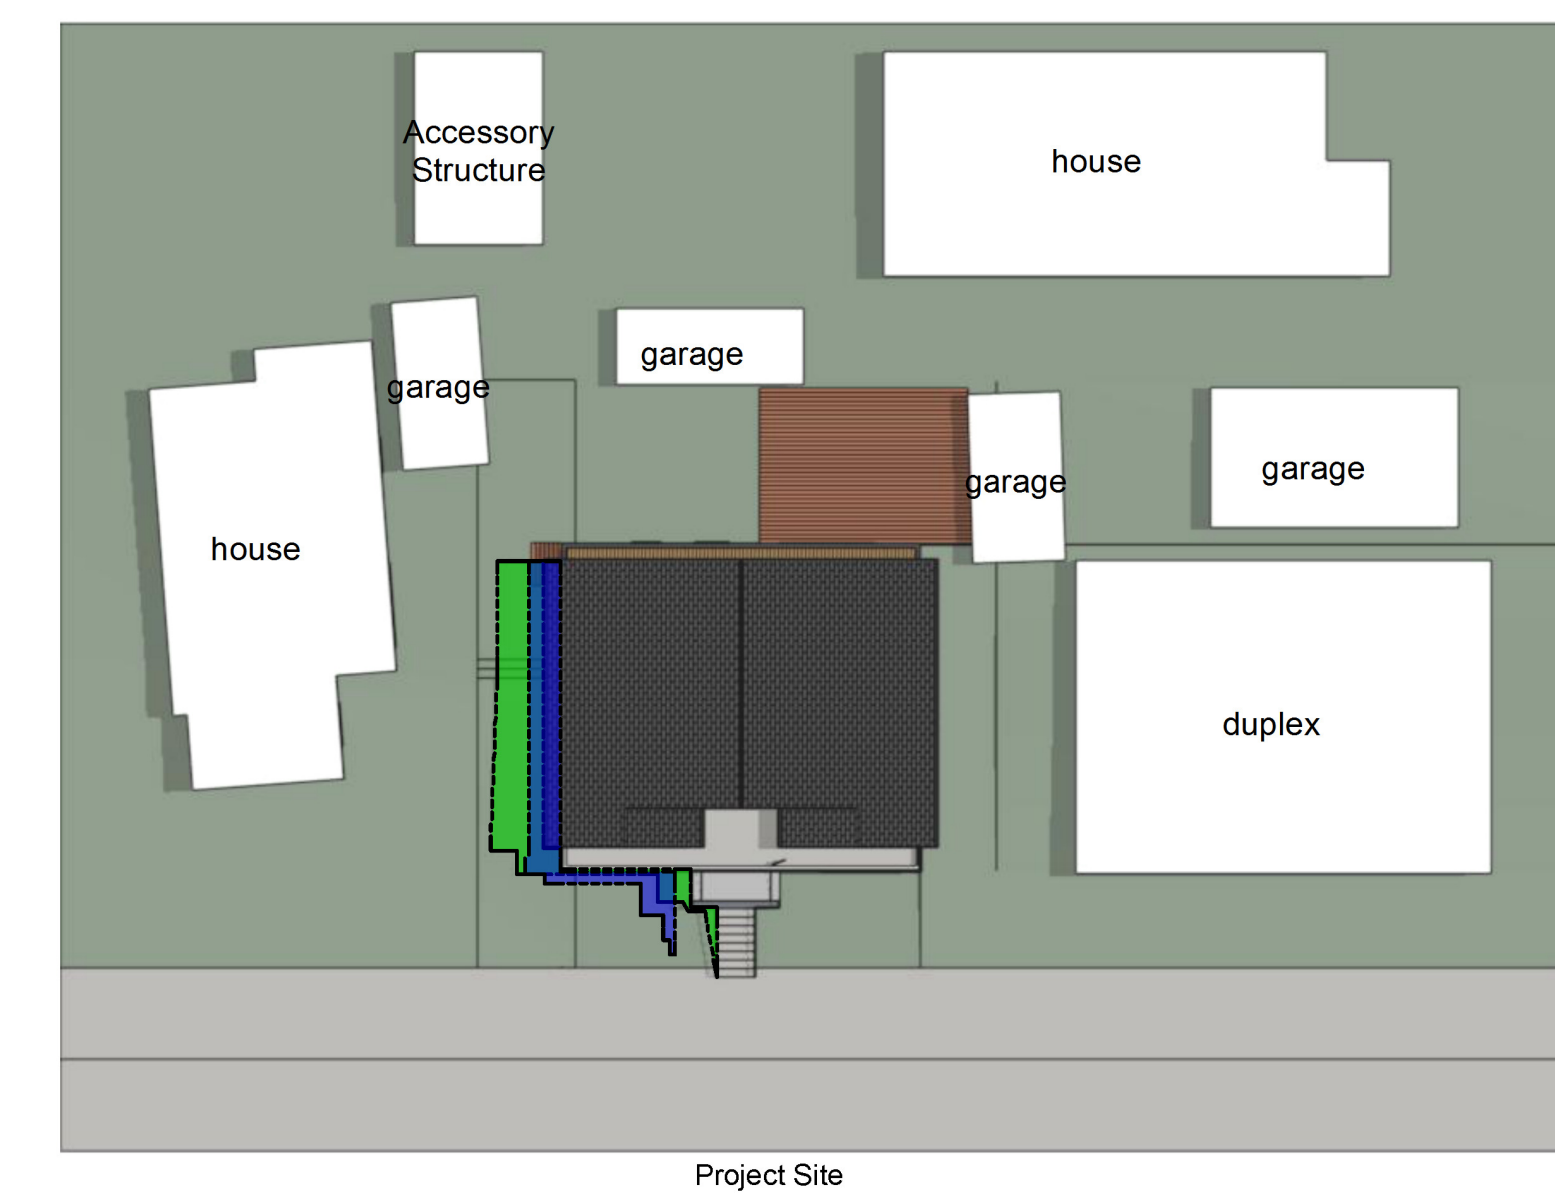 Accessory
Structure
house
garage
garage
garage
garage
house
duplex
Project Site